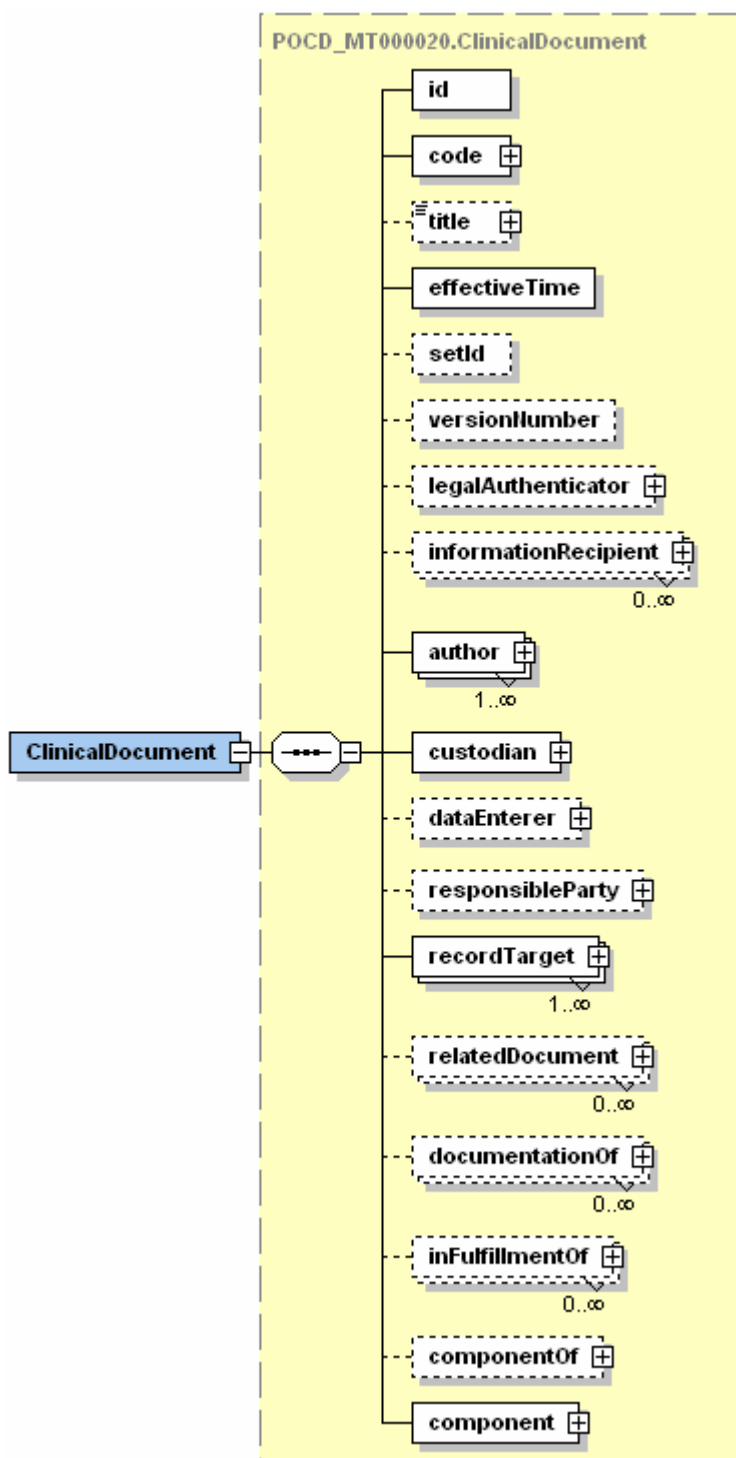 POCD_MT000020.ClinicalDocument
id
code
title
effectiveTime
setId
versionNumber
legalAuthenticator
informationRecipient
0..∞
author
1..∞
ClinicalDocument
custodian
dataEnterer
responsibleParty
recordTarget
1..∞
relatedDocument
0..∞
documentationOf
0..∞
inFulfillmentOf
0..∞
componentOf
component